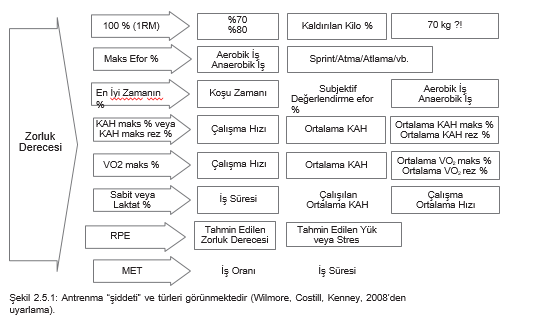 Zorluk
Derecesi
100 % (1RM)
%70
%80
Kaldırılan Kilo %
70 kg ?!
Maks Efor %
Aerobik İş
Anaerobik İş
Sprint/Atma/Atlama/vb.
En İyi Zamanın
%
Koşu Zamanı
Subjektif
Değerlendirme efor
%
Aerobik İş
Anaerobik İş
KAH maks % veya
KAH maks rez %
Çalışma Hızı
Ortalama KAH
Ortalama KAH maks %
Ortalama KAH rez %
VO2 maks %
Çalışma Hızı
Ortalama KAH
Ortalama VO₂ maks %
Ortalama VO₂ rez %
Sabit veya
Laktat %
İş Süresi
Çalışılan
Ortalama KAH
Çalışma
Ortalama Hızı
RPE
Tahmin Edilen
Zorluk Derecesi
Tahmin Edilen Yük
veya Stres
MET
İş Oranı
İş Süresi
Şekil 2.5.1: Antrenma “şiddeti” ve türleri görünmektedir (Wilmore, Costill, Kenney, 2008’den
uyarlama).